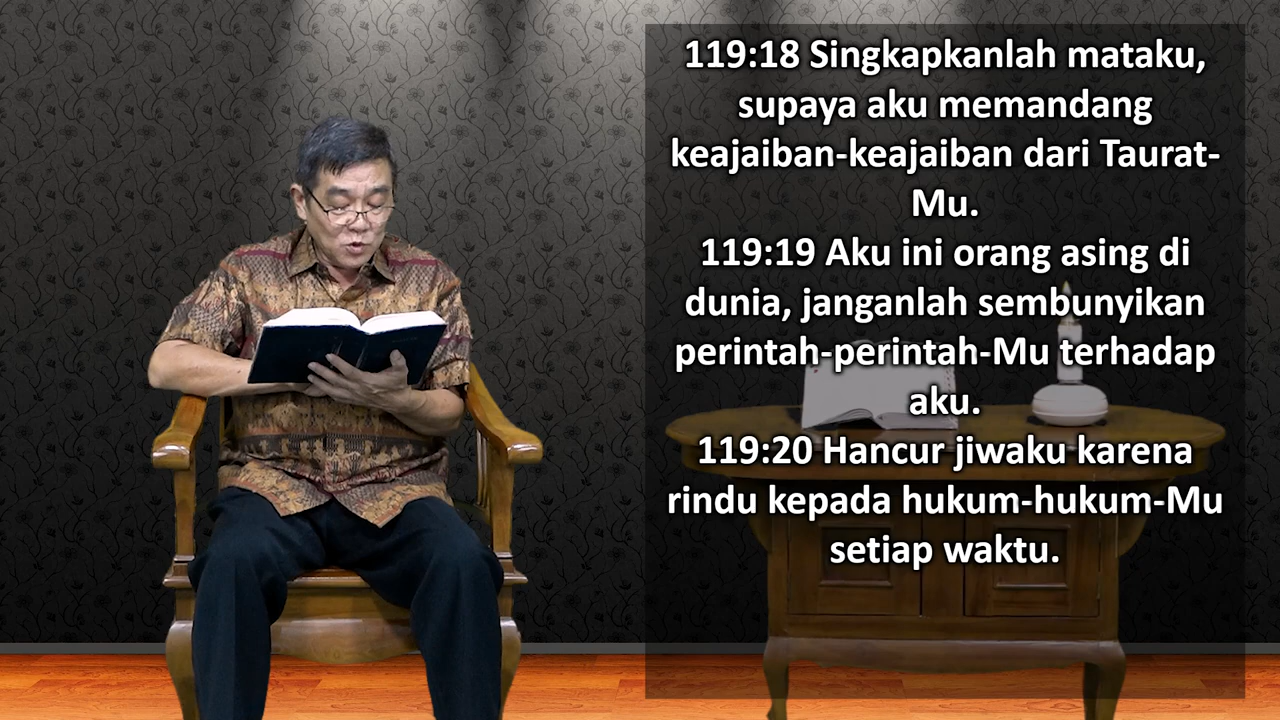 119:18 Singkapkanlah mataku,
supaya aku memandang
keajaiban-keajaiban dari Taurat-
Mu.
119:19 Aku ini orang asing di
dunia, janganlah sembunyikan
perintah-perintah-Mu terhadap
aku.
119:20 Hancur jiwaku karena
rindu kepada hukum-hukum-Mu
setiap waktu.